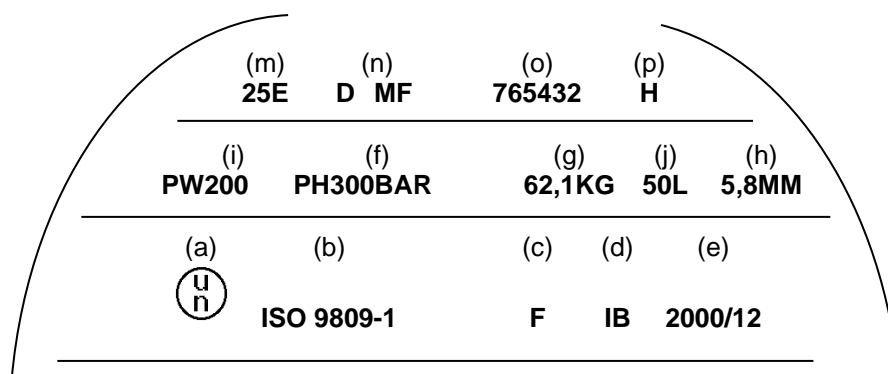 (m) (n) (o) (p)
25E D MF 765432 H
(i) (f) (g) (j) (h)
PW200 PH300BAR 62,1KG 50L 5,8MM
(a) (b) (c) (d) (e)
u
n
ISO 9809-1 F IB 2000/12